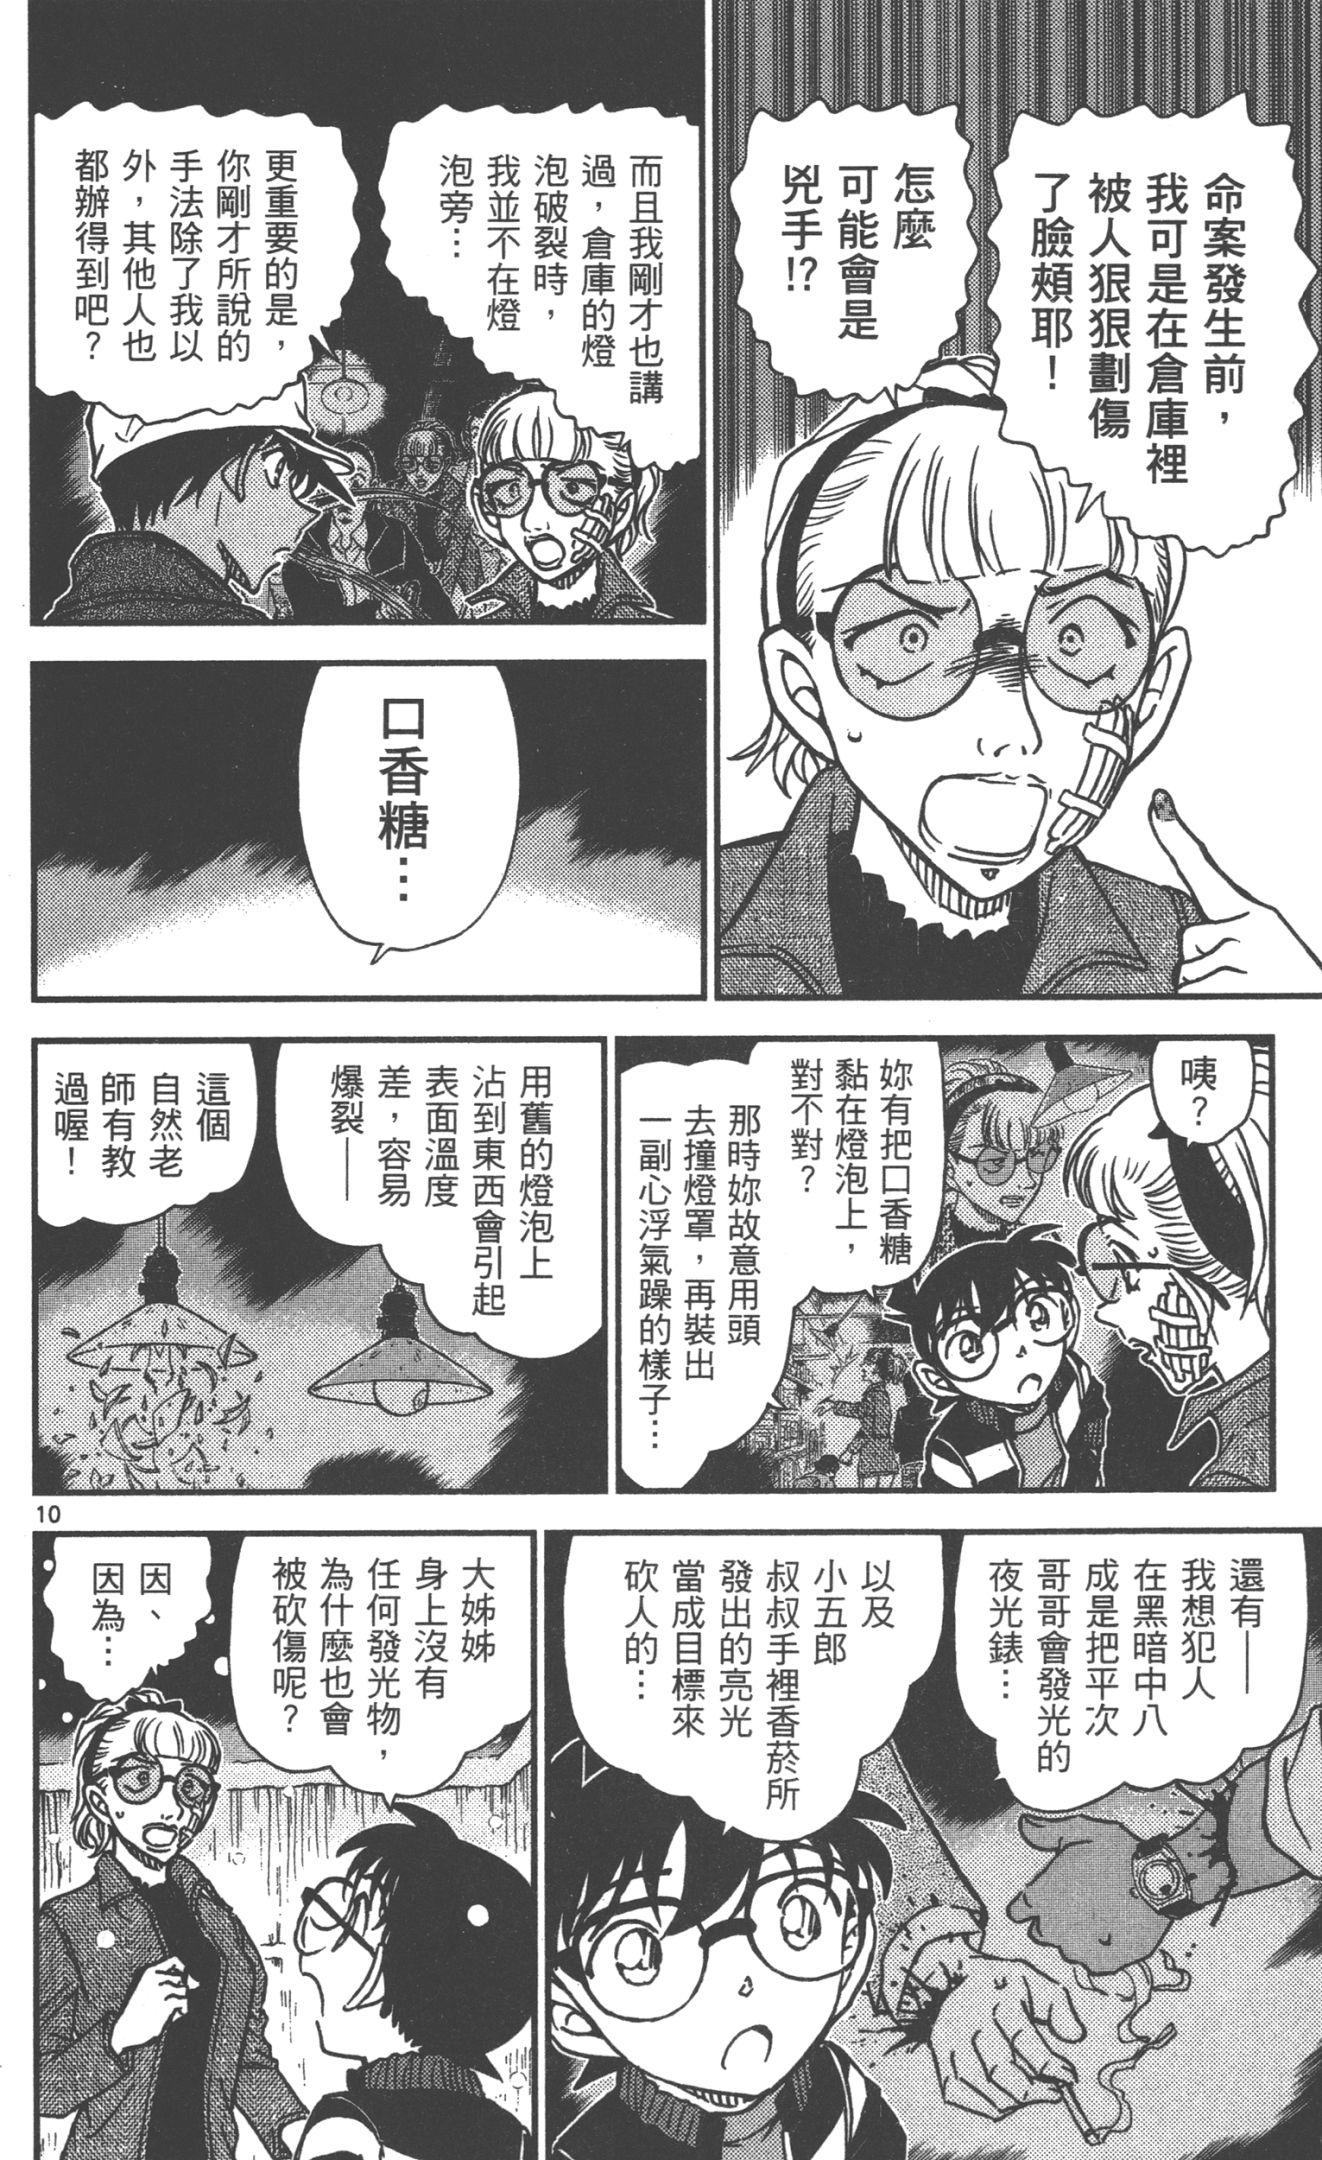 命案發生前，
我可是在倉庫裡
被人狠狠劃傷
了臉頰耶！
怎麼
可能會是
兇手!?
而且我剛才也講
過，倉庫的燈
泡破裂時，
我並不在燈
泡旁…
更重要的是，
你剛才所說的
手法除了我以
外，其他人也
都辦得到吧？
口香糖…
咦？
妳有把口香糖
黏在燈泡上，
對不對？
那時妳故意用頭
去撞燈罩，再裝出
一副心浮氣躁的樣子…
用舊的燈泡上
沾到東西會引起
表面溫度
差，容易
爆裂——
這個
自然老
師有教
過喔！
10
還有——
我想犯人
在黑暗中八
成是把平次
哥哥會發光的
夜光錶…
以及
小五郎
叔叔手裡香菸所
發出的亮光
當成目標來
砍人的…
大姊姊
身上沒有
任何發光物，
為什麼也會
被砍傷呢？
因、
因為…